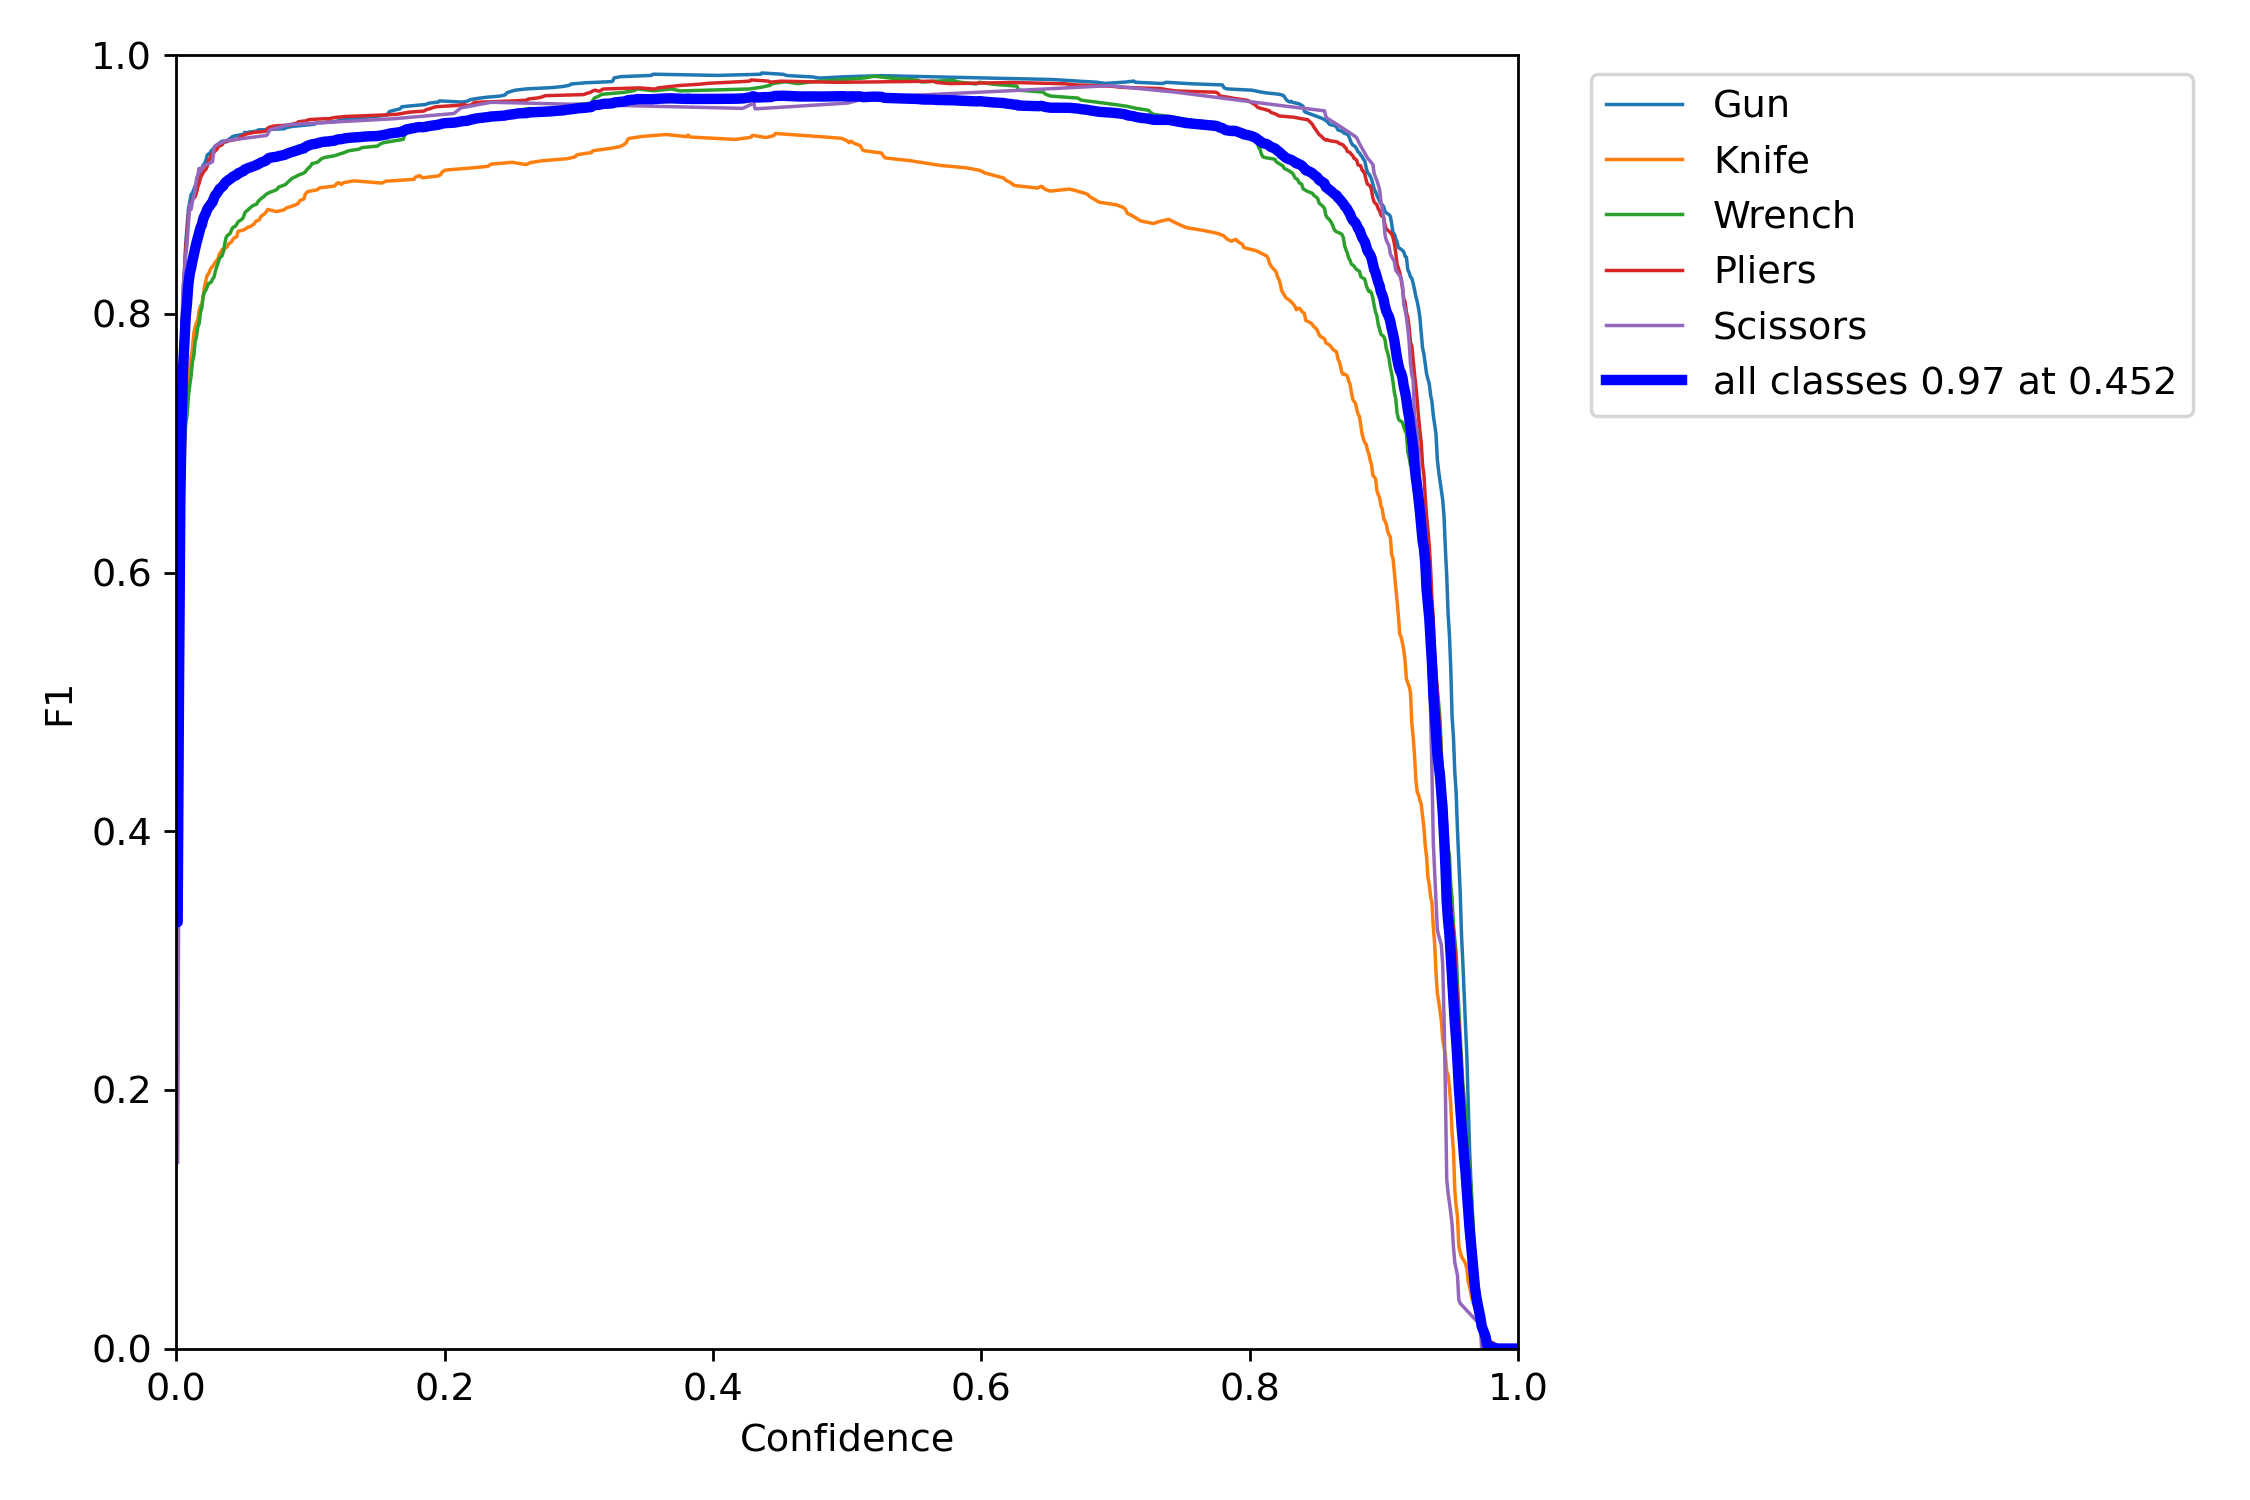 1.0
0.8
0.6
0.4
0.2
0.0
F1
0.0 0.2 0.4 0.6 0.8 1.0
Confidence
Gun
Knife
Wrench
Pliers
Scissors
all classes 0.97 at 0.452